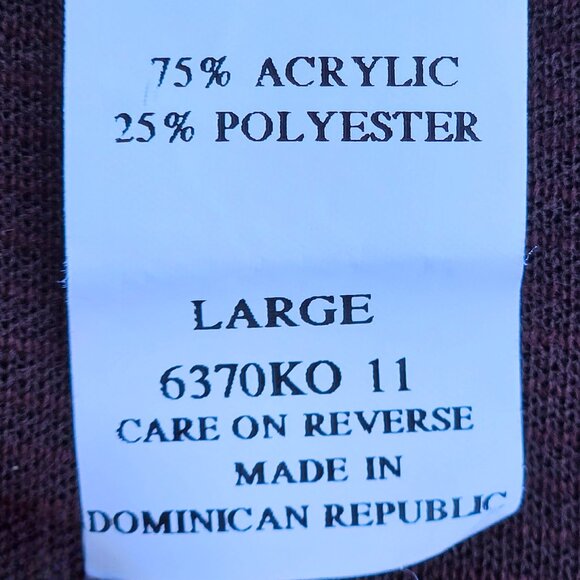 75% ACRYLIC
25% POLYESTER
LARGE
6370KO 11
CARE ON REVERSE
MADE IN
DOMINICAN REPUBLIC